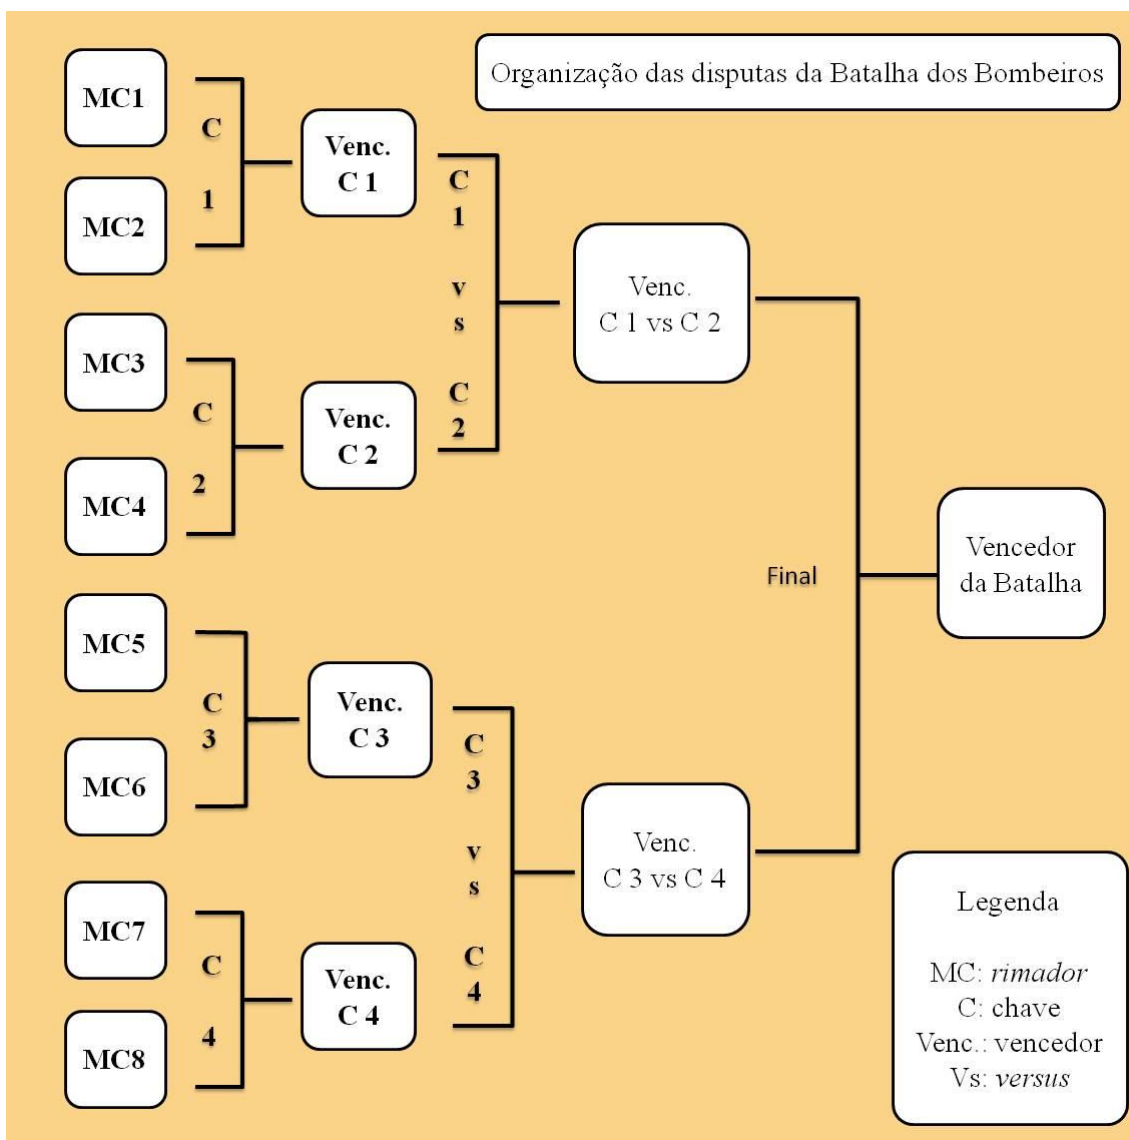 Organização das disputas da Batalha dos Bombeiros
MC1
MC2
C
1
Venc.
C 1
MC3
MC4
C
2
Venc.
C 2
C
1
v
s
C
2
Venc.
C 1 vs C 2
MC5
MC6
C
3
Venc.
C 3
MC7
MC8
C
4
Venc.
C 4
C
3
v
s
C
4
Venc.
C 3 vs C 4
Final
Vencedor
da Batalha
Legenda
MC: rimador
C: chave
Venc.: vencedor
Vs: versus